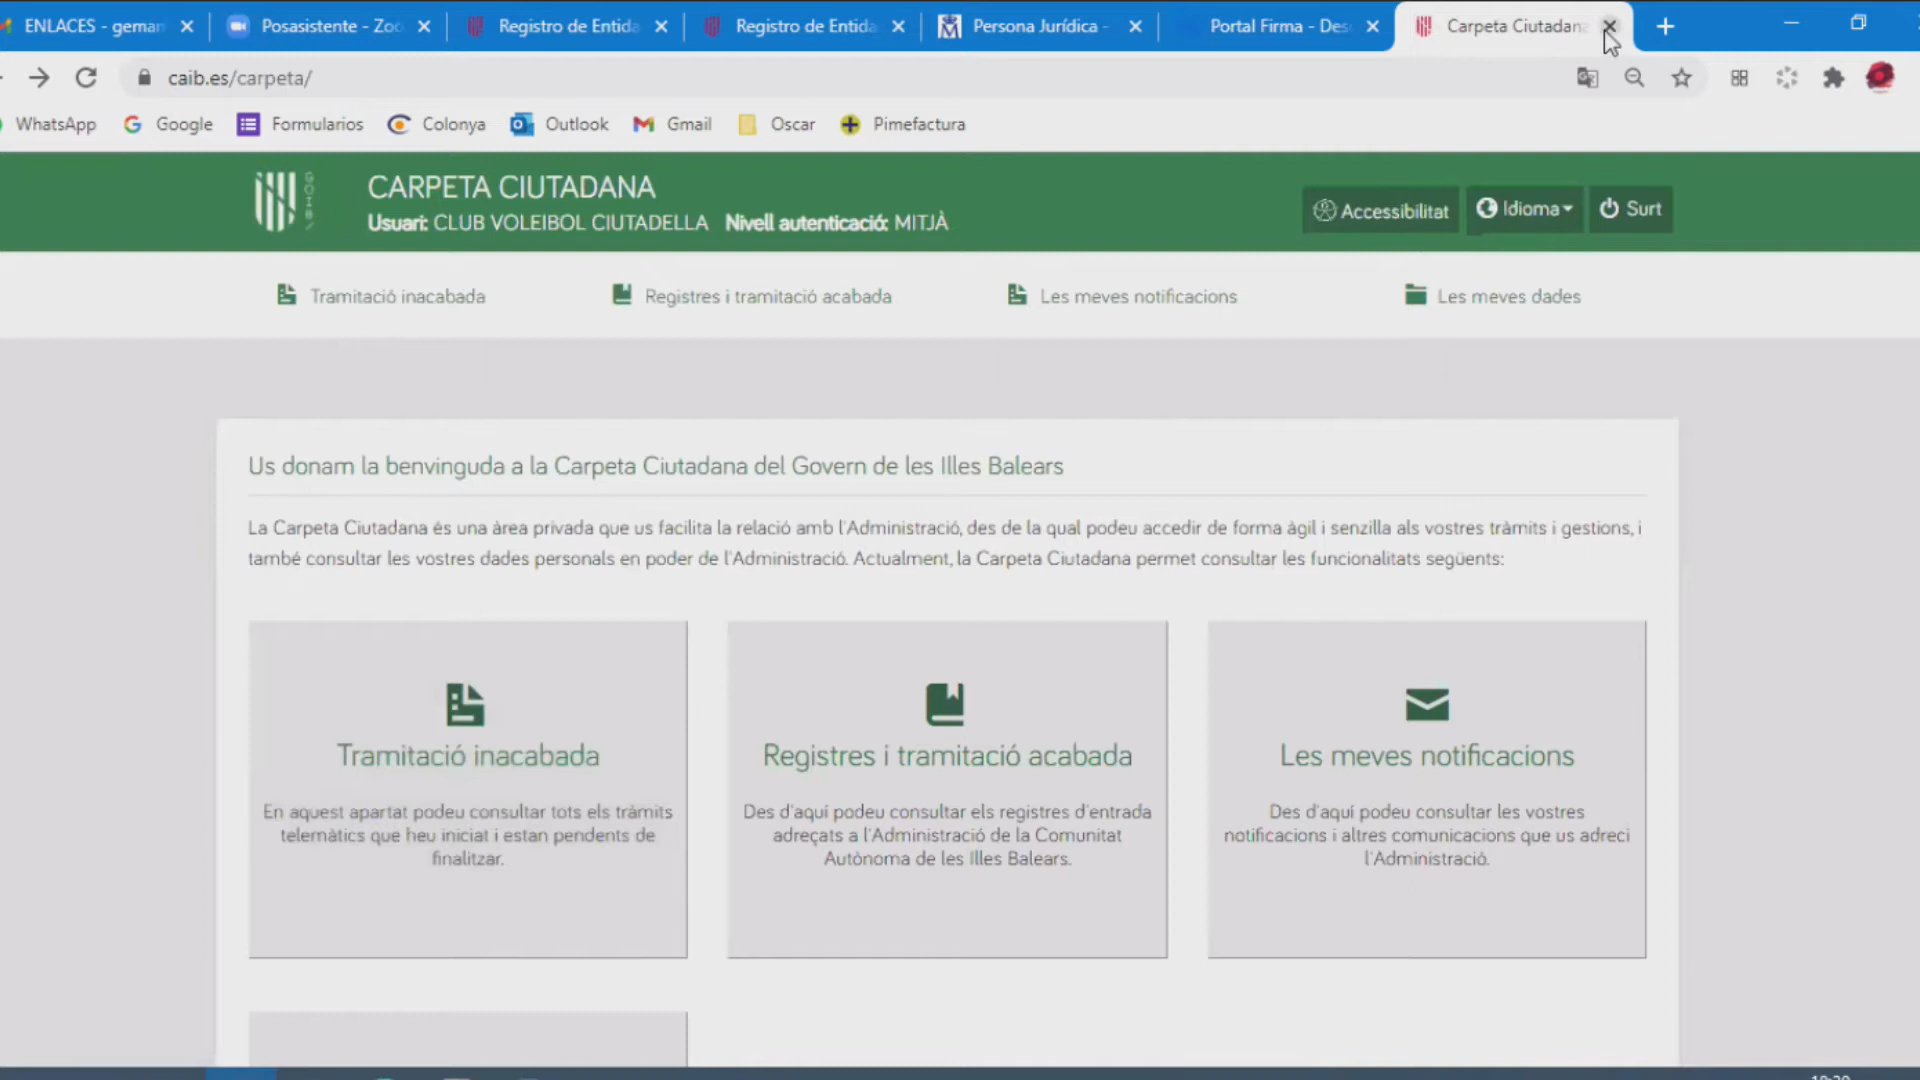 ENLACES - geman
Posasistente - Zoo
Registro de Entida
Registro de Entida
Persona Jurídica -
Portal Firma - Des
Carpeta Ciutadana
caib.es/carpeta/
WhatsApp
Google
Formularios
Colonya
Outlook
Gmail
Oscar
Pimefactura
GOIB
CARPETA CIUTADANA
Usuari: CLUB VOLEIBOL CIUTADELLA Nivell autenticació: MITJÀ
Accessibilitat
Idioma
Surt
Tramitació inacabada
Registres i tramitació acabada
Les meves notificacions
Les meves dades
Us donam la benvinguda a la Carpeta Ciutadana del Govern de les Illes Balears
La Carpeta Ciutadana és una àrea privada que us facilita la relació amb l'Administració, des de la qual podeu accedir de forma àgil i senzilla als vostres tràmits i gestions, i
també consultar les vostres dades personals en poder de l'Administració. Actualment, la Carpeta Ciutadana permet consultar les funcionalitats següents:
Tramitació inacabada
En aquest apartat podeu consultar tots els tràmits
telemàtics que heu iniciat i estan pendents de
finalitzar.
Registres i tramitació acabada
Des d'aquí podeu consultar els registres d'entrada
adreçats a l'Administració de la Comunitat
Autònoma de les Illes Balears.
Les meves notificacions
Des d'aquí podeu consultar les vostres
notificacions i altres comunicacions que us adreci
l'Administració.